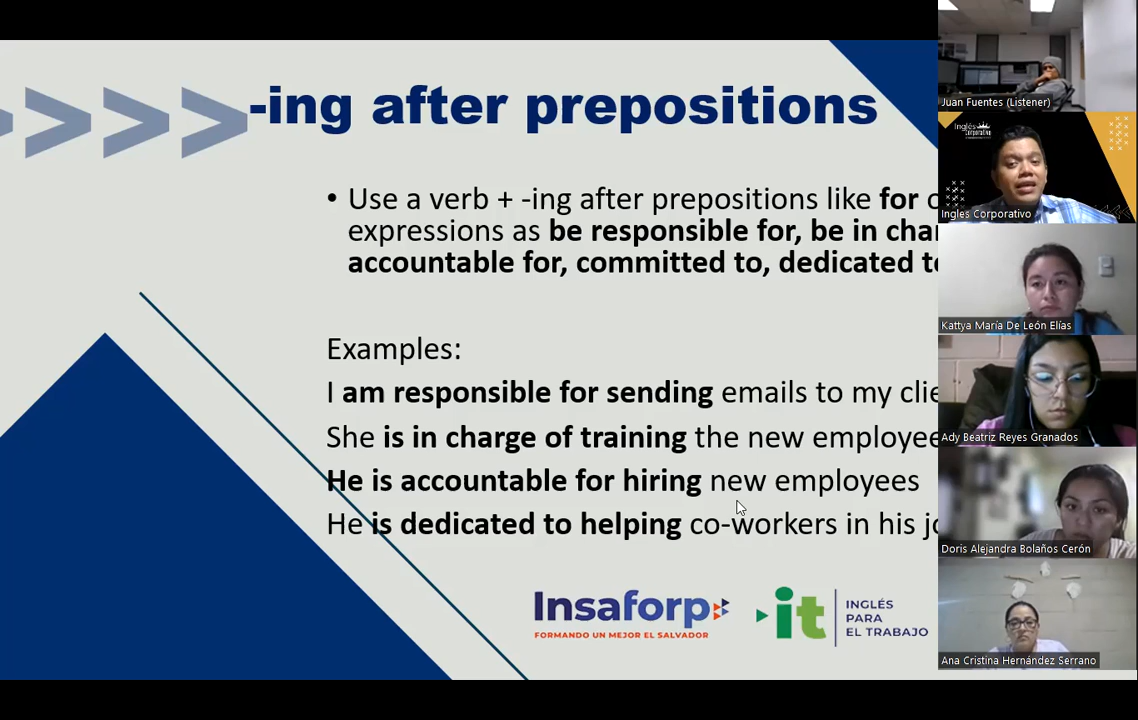 -ing after prepositions
• Use a verb + -ing after prepositions like for
expressions as be responsible for, be in
accountable for, committed to, dedicated
Examples:
I am responsible for sending emails to my
She is in charge of training the new
He is accountable for hiring new employees
He is dedicated to helping co-workers in his
Insaforp
FORMANDO UN MEJOR EL SALVADOR
it
INGLÉS
PARA
EL TRABAJO
Juan Fuentes (Listener)
Inglés
Corporativo
Ingles Corporativo
Kattya María De León Elías
Ady Beatriz Reyes Granados
Doris Alejandra Bolaños Cerón
Ana Cristina Hernández Serrano